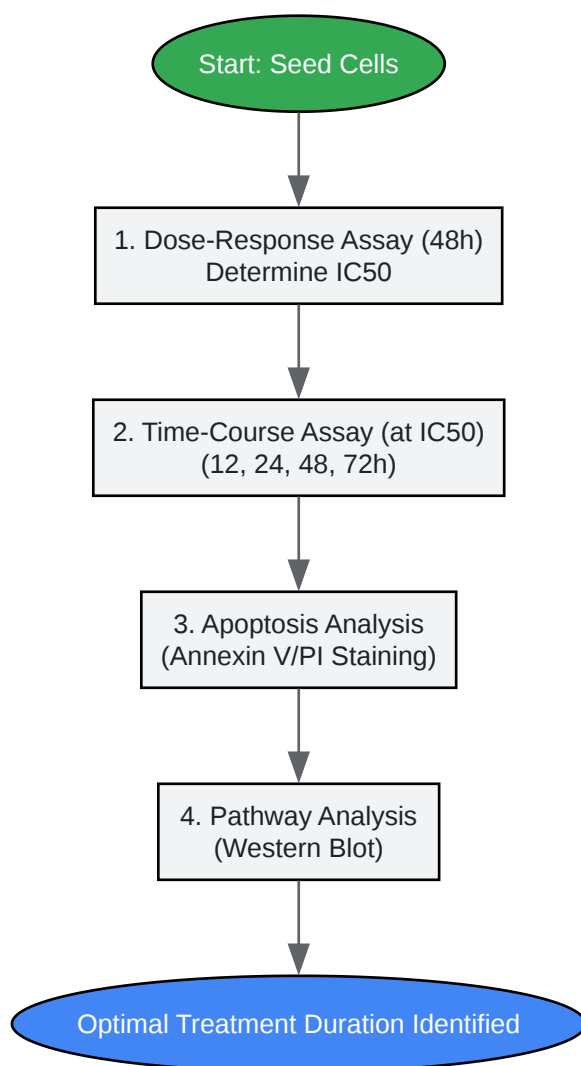 Start: Seed Cells
1. Dose-Response Assay (48h)
Determine IC50
2. Time-Course Assay (at IC50)
(12, 24, 48, 72h)
3. Apoptosis Analysis
(Annexin V/PI Staining)
4. Pathway Analysis
(Western Blot)
Optimal Treatment Duration Identified